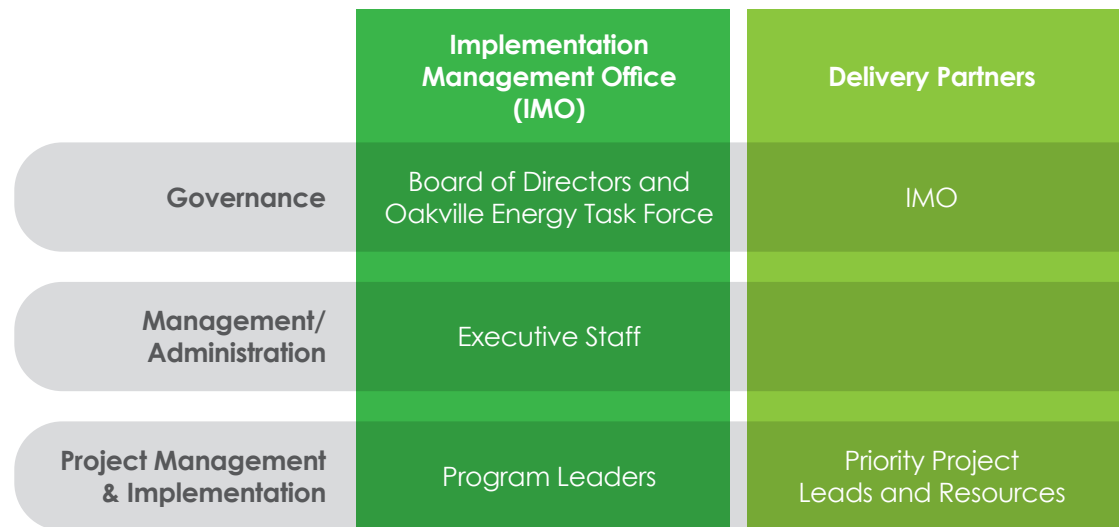 Implementation
Management Office
(IMO)
Delivery Partners
Governance
Board of Directors and
Oakville Energy Task Force
IMO
Management/
Administration
Executive Staff
Project Management
& Implementation
Program Leaders
Priority Project
Leads and Resources